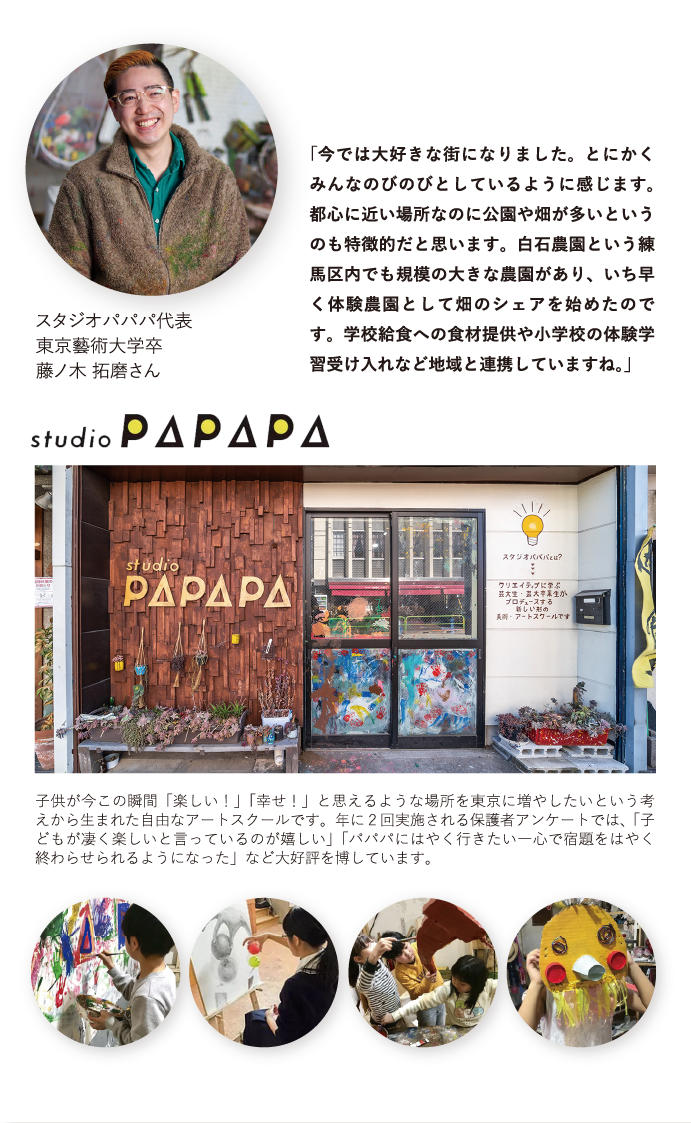 「今では大好きな街になりました。とにかく
みんなのびのびとしているように感じます。
都心に近い場所なのに公園や畑が多いという
のも特徴的だと思います。白石農園という練
馬区内でも規模の大きな農園があり、いち早
く体験農園として畑のシェアを始めたので
す。学校給食への食材提供や小学校の体験学
習受け入れなど地域と連携していますね。」
スタジオパパパ代表
東京藝術大学卒
藤ノ木 拓磨さん
studio PAPAPA
studio
PAPAPA
スタジオパパパとは?
クリエイティブに学ぶ
芸大生・芸大卒業生が
プロデュースする
新しい形の
美術・アートスクールです
子供が今この瞬間「楽しい!」「幸せ!」と思えるような場所を東京に増やしたいという考
えから生まれた自由なアートスクールです。年に2回実施される保護者アンケートでは、「子
どもが凄く楽しいと言っているのが嬉しい」「パパパにはやく行きたい一心で宿題をはやく
終わらせられるようになった」など大好評を博しています。